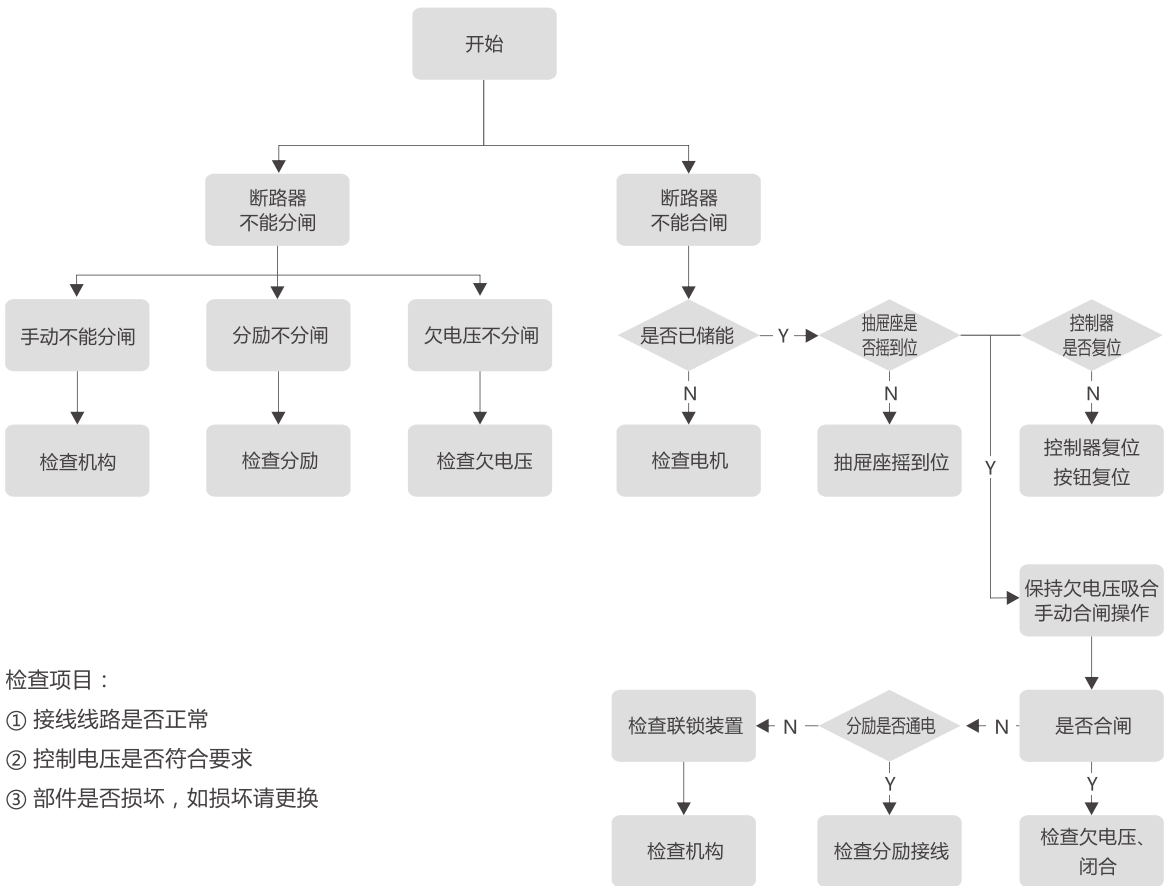 开始
断路器
不能分闸
断路器
不能合闸
手动不能分闸
分励不分闸
欠电压不分闸
是否已储能
Y
抽屉座是
否摇到位
控制器
是否复位
N
N
N
检查机构
检查分励
检查欠电压
检查电机
抽屉座摇到位
Y
控制器复位
按钮复位
保持欠电压吸合
手动合闸操作
检查项目：
① 接线线路是否正常
② 控制电压是否符合要求
③ 部件是否损坏，如损坏请更换
检查联锁装置
N
分励是否通电
N
是否合闸
Y
Y
检查机构
检查分励接线
检查欠电压、
闭合